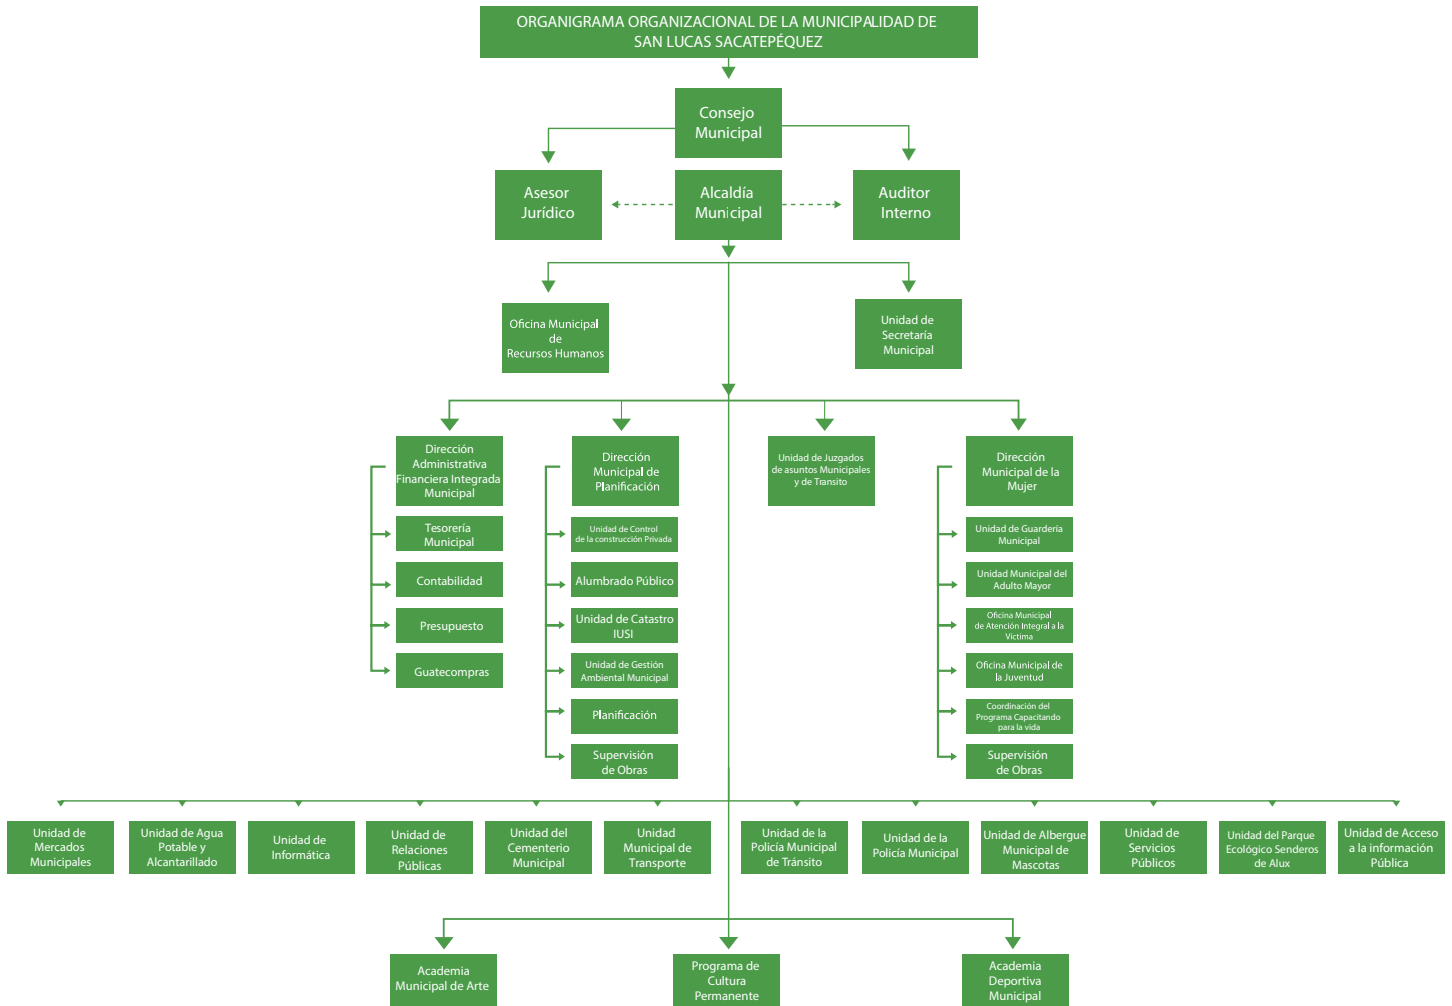 ORGANIGRAMA ORGANIZACIONAL DE LA MUNICIPALIDAD DE
SAN LUCAS SACATEPÉQUEZ
Consejo
Municipal
Asesor
Jurídico
Alcaldía
Municipal
Auditor
Interno
Oficina Municipal
de
Recursos Humanos
Unidad de
Secretaría
Municipal
Dirección
Administrativa
Financiera Integrada
Municipal
Tesorería
Municipal
Contabilidad
Presupuesto
Guatecompras
Dirección
Municipal de
Planificación
Unidad de Control
de la construcción Privada
Alumbrado Público
Unidad de Catastro
IUSI
Unidad de Gestión
Ambiental Municipal
Planificación
Supervisión
de Obras
Unidad de Juzgados
de asuntos Municipales
y de Transito
Dirección
Municipal de la
Mujer
Unidad de Guardería
Municipal
Unidad Municipal del
Adulto Mayor
Oficina Municipal
de Atención Integral a la
Víctima
Oficina Municipal de
la Juventud
Coordinación del
Programa Capacitando
para la vida
Supervisión
de Obras
Unidad de
Mercados
Municipales
Unidad de Agua
Potable y
Alcantarillado
Unidad de
Informática
Unidad de
Relaciones
Públicas
Unidad del
Cementerio
Municipal
Unidad
Municipal de
Transporte
Unidad de la
Policía Municipal
de Tránsito
Unidad de la
Policía Municipal
Unidad de Albergue
Municipal de
Mascotas
Unidad de
Servicios
Públicos
Unidad del Parque
Ecológico Senderos
de Alux
Unidad de Acceso
a la información
Pública
Academia
Municipal de Arte
Programa de
Cultura
Permanente
Academia
Deportiva
Municipal